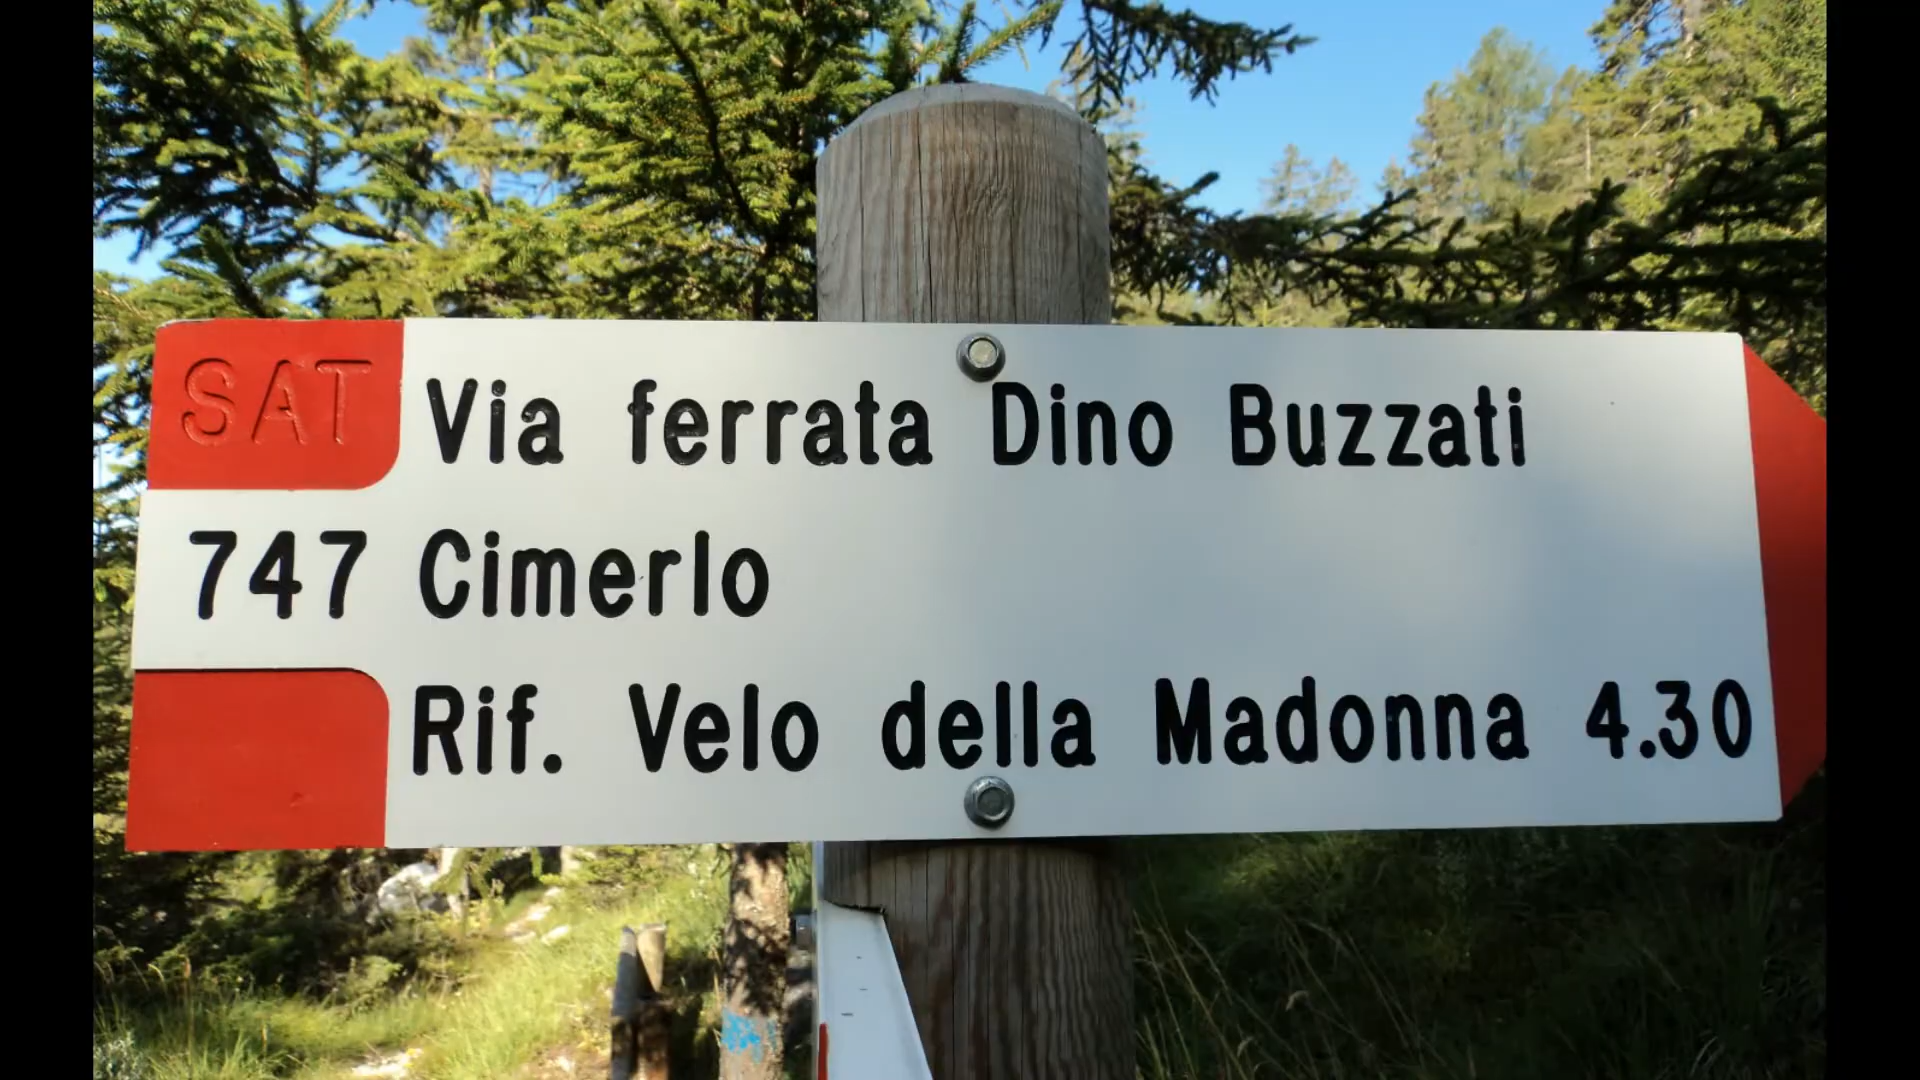 SAT
Via ferrata Dino Buzzati
747 Cimerlo
Rif. Velo della Madonna 4.30